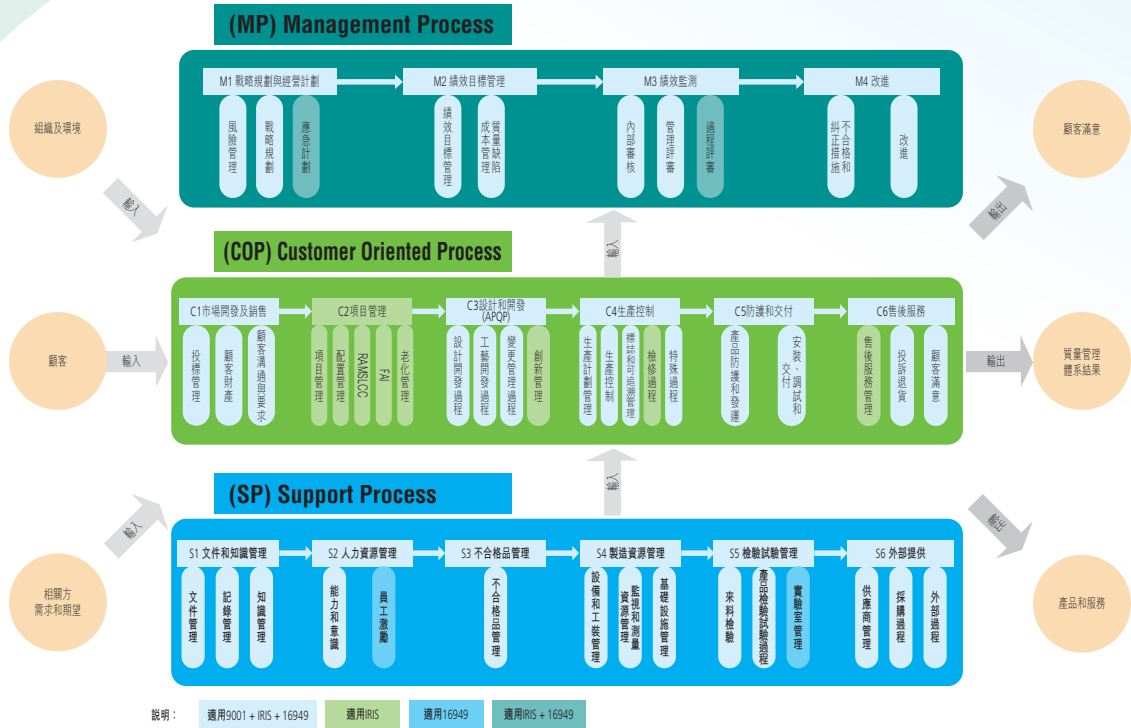 (MP) Management Process
M1 戰略規劃與經營計劃
M2 績效目標管理
M3 績效監測
M4 改進
風險管理
戰略規劃
應急計劃
績效目標管理
質量缺陷
成本管理
內部審核
管理評審
過程評審
不合格和
糾正措施
改進
組織及環境
輸入
顧客滿意
輸出
輸入
(COP) Customer Oriented Process
C1市場開發及銷售
C2項目管理
C3設計和開發
(APQP)
C4生產控制
C5防護和交付
C6售後服務
投標管理
顧客財產
顧客溝通與要求
項目管理
配置管理
RAMSLCC
FAI
老化管理
設計開發過程
工藝開發過程
變更管理過程
創新管理
生產計劃管理
生產控制
標誌和可追溯管理
檢修過程
特殊過程
產品防護和發運
安裝、調試和
交付
售後服務管理
投訴退貨
顧客滿意
顧客
輸入
輸出
質量管理
體系結果
輸入
(SP) Support Process
S1 文件和知識管理
S2 人力資源管理
S3 不合格品管理
S4 製造資源管理
S5 檢驗試驗管理
S6 外部提供
文件管理
記錄管理
知識管理
能力和意識
員工激勵
不合格品管理
設備和工裝管理
監視和測量
資源管理
基礎設施管理
來料檢驗
產品檢驗試驗過程
實驗室管理
供應商管理
採購過程
外部過程
相關方
需求和期望
輸入
輸出
產品和服務
説明：
適用9001 + IRIS + 16949
適用IRIS
適用16949
適用IRIS + 16949